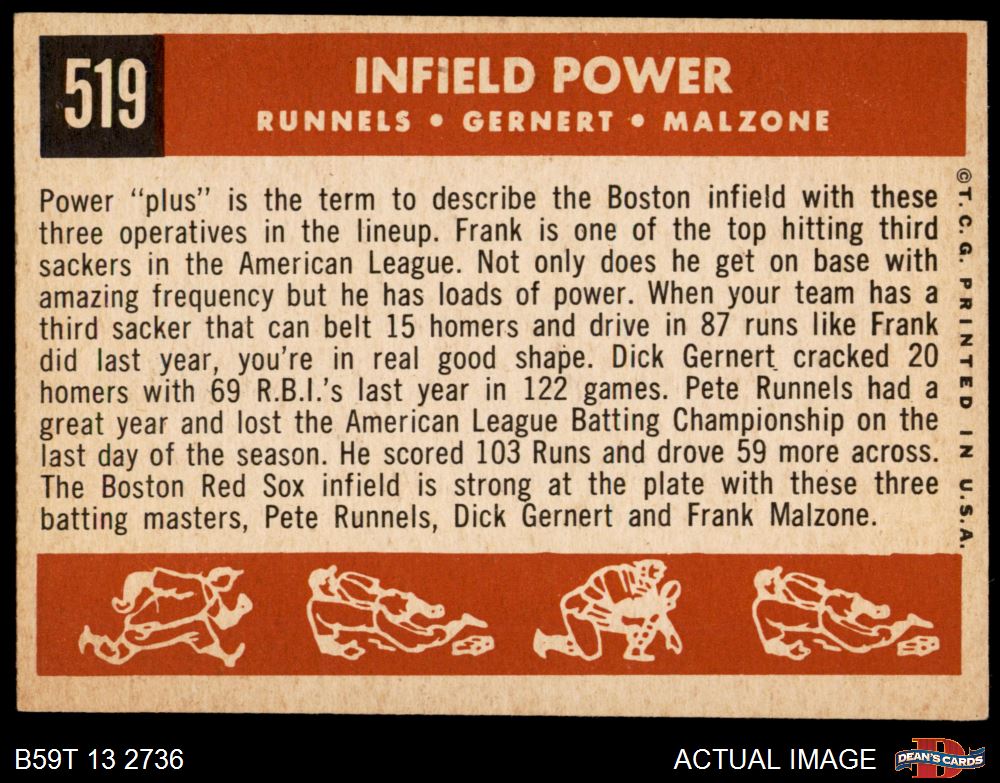 519
INFiELD POWER
RUNNELS • GERNERT • MALZONE
Power “plus” is the term to describe the Boston infield with these
three operatives in the lineup. Frank is one of the top hitting third
sackers in the American League. Not only does he get on base with
amazing frequency but he has loads of power. When your team has a
third sacker that can belt 15 homers and drive in 87 runs like Frank
did last year, you’re in real good shape. Dick Gernert cracked 20
homers with 69 R.B.I.’s last year in 122 games. Pete Runnels had a
great year and lost the American League Batting Championship on the
last day of the season. He scored 103 Runs and drove 59 more across.
The Boston Red Sox infield is strong at the plate with these three
batting masters, Pete Runnels, Dick Gernert and Frank Malzone.
© T. C. G. PRINTED IN U.S.A.
B59T 13 2736
ACTUAL IMAGE
D
DEAN'S CARDS